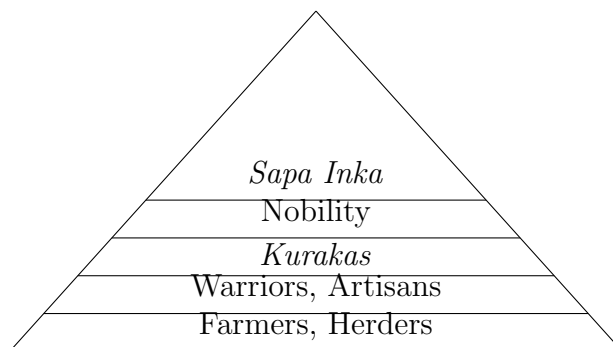 Sapa Inka
Nobility
Kurakas
Warriors, Artisans
Farmers, Herders